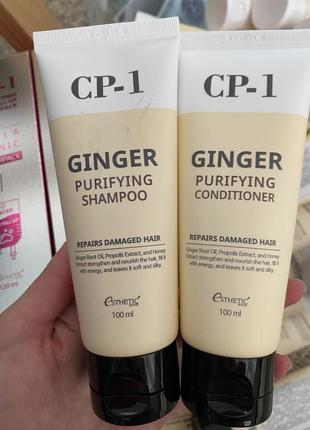 CP-1
GINGER
PURIFYING
SHAMPOO
REPAIRS DAMAGED HAIR
Ginger Root Oil, Propolis Extract, and Honey
Extract strengthen and nourish the hair, fill it
with energy, and leaves it soft and silky.
ESTHETIC
100 ml
CP-1
GINGER
PURIFYING
CONDITIONER
REPAIRS DAMAGED HAIR
Ginger Root Oil, Propolis Extract, and Honey
Extract strengthen and nourish the hair, fill it
with energy, and leaves it soft and silky.
ESTHETIC
100 ml
120 ml